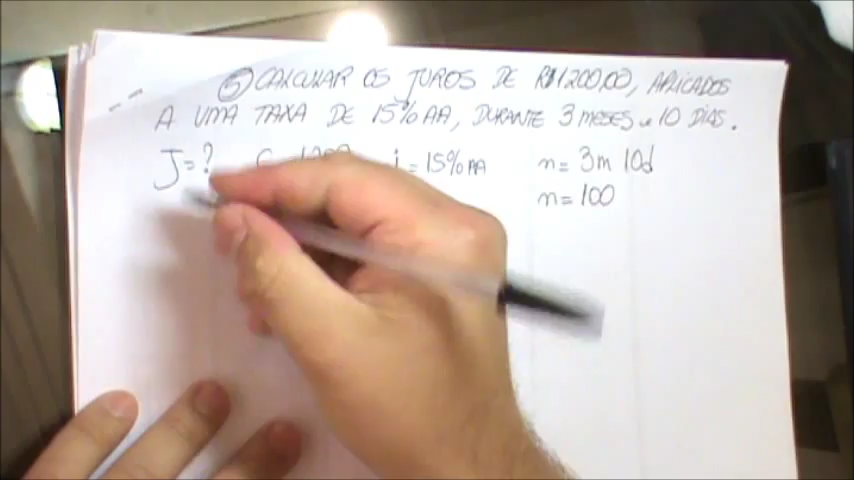 ⑤ CALCULAR OS JUROS DE R$1200,00, APLICADOS
A UMA TAXA DE 15% AA, DURANTE 3 MESES e 10 DIAS.
J=? C 1200 i = 15% AA n = 3m 10d
n = 100